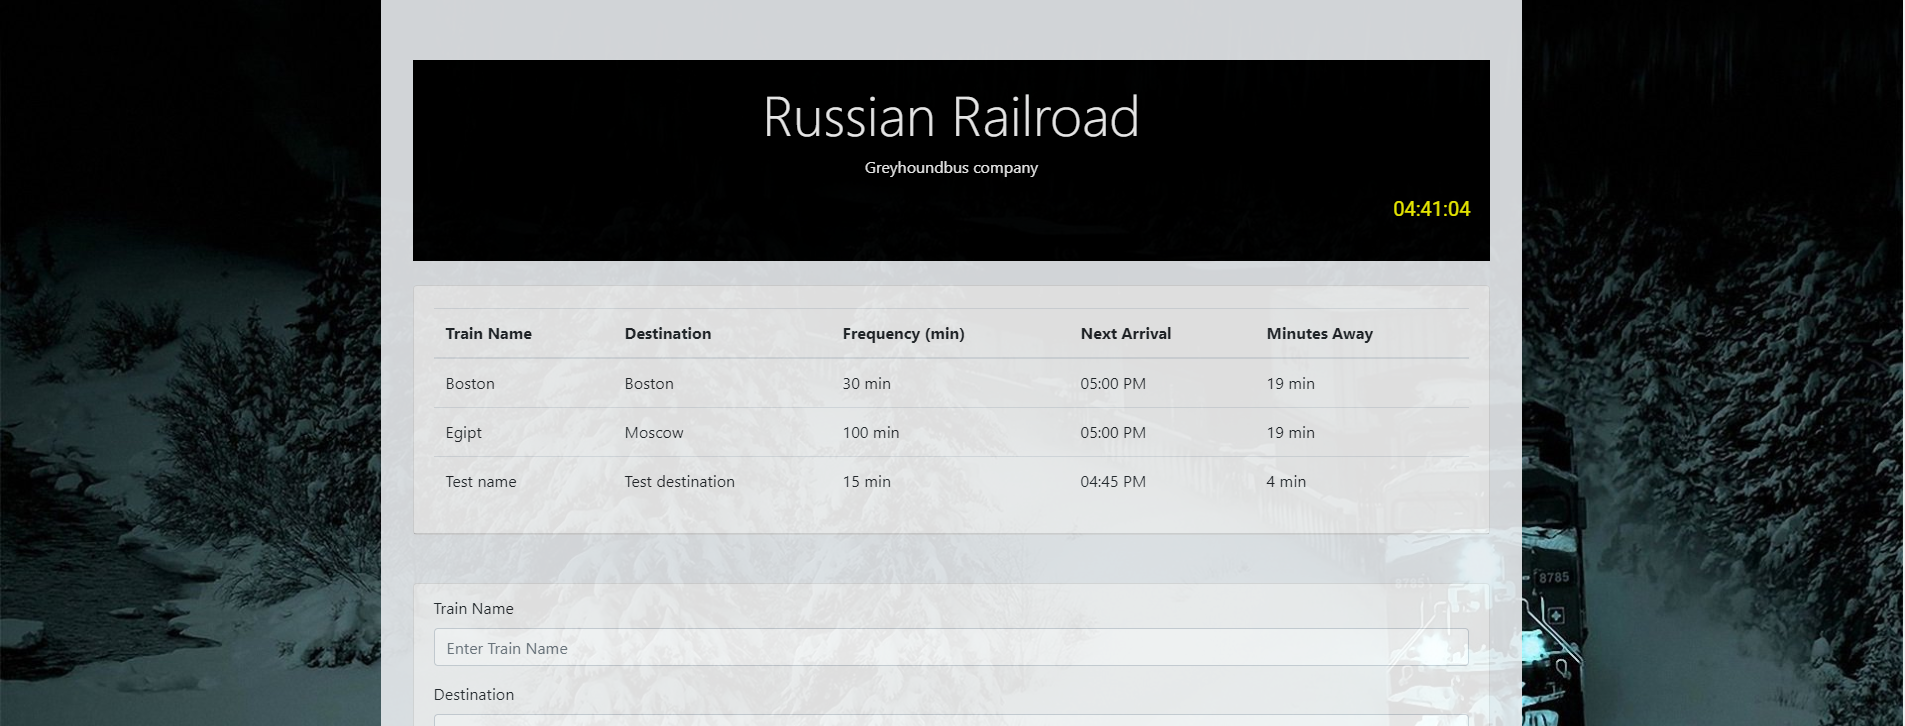 Russian Railroad
Greyhoundbus company
04:41:04
Train Name Destination Frequency (min) Next Arrival Minutes Away
Boston Boston 30 min 05:00 PM 19 min
Egipt Moscow 100 min 05:00 PM 19 min
Test name Test destination 15 min 04:45 PM 4 min
8785 8785
Train Name
Enter Train Name
Destination